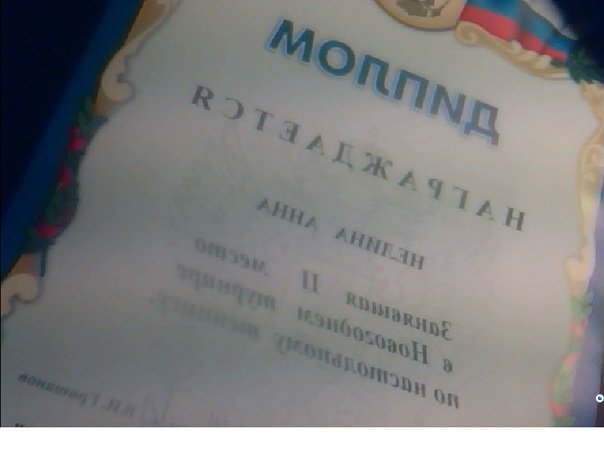 ДИПЛОМ
НАГРАЖДАЕТСЯ
НЕЛИНА АННА
Занявшая II место
в Новогоднем турнире
по настольному теннису.